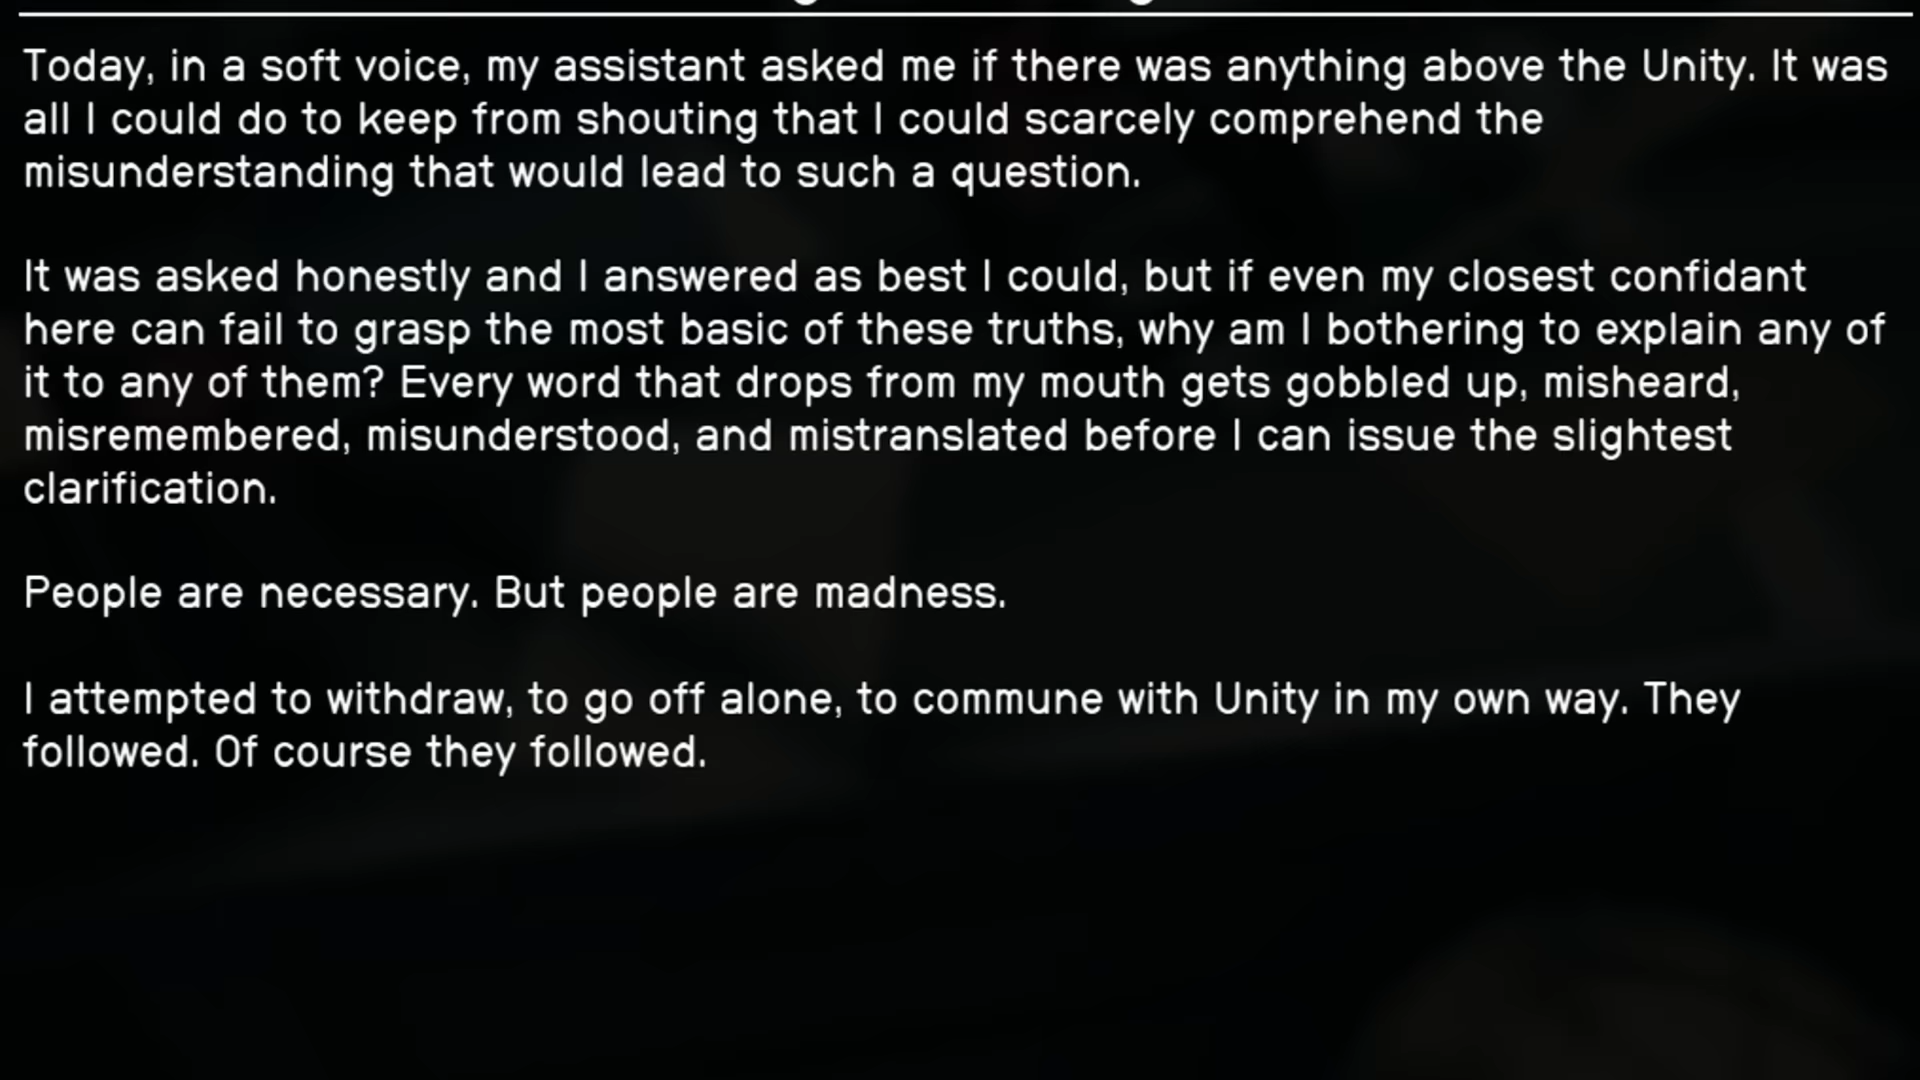 Today, in a soft voice, my assistant asked me if there was anything above the Unity. It was
all I could do to keep from shouting that I could scarcely comprehend the
misunderstanding that would lead to such a question.
It was asked honestly and I answered as best I could, but if even my closest confidant
here can fail to grasp the most basic of these truths, why am I bothering to explain any of
it to any of them? Every word that drops from my mouth gets gobbled up, misheard,
misremembered, misunderstood, and mistranslated before I can issue the slightest
clarification.
People are necessary. But people are madness.
I attempted to withdraw, to go off alone, to commune with Unity in my own way. They
followed. Of course they followed.